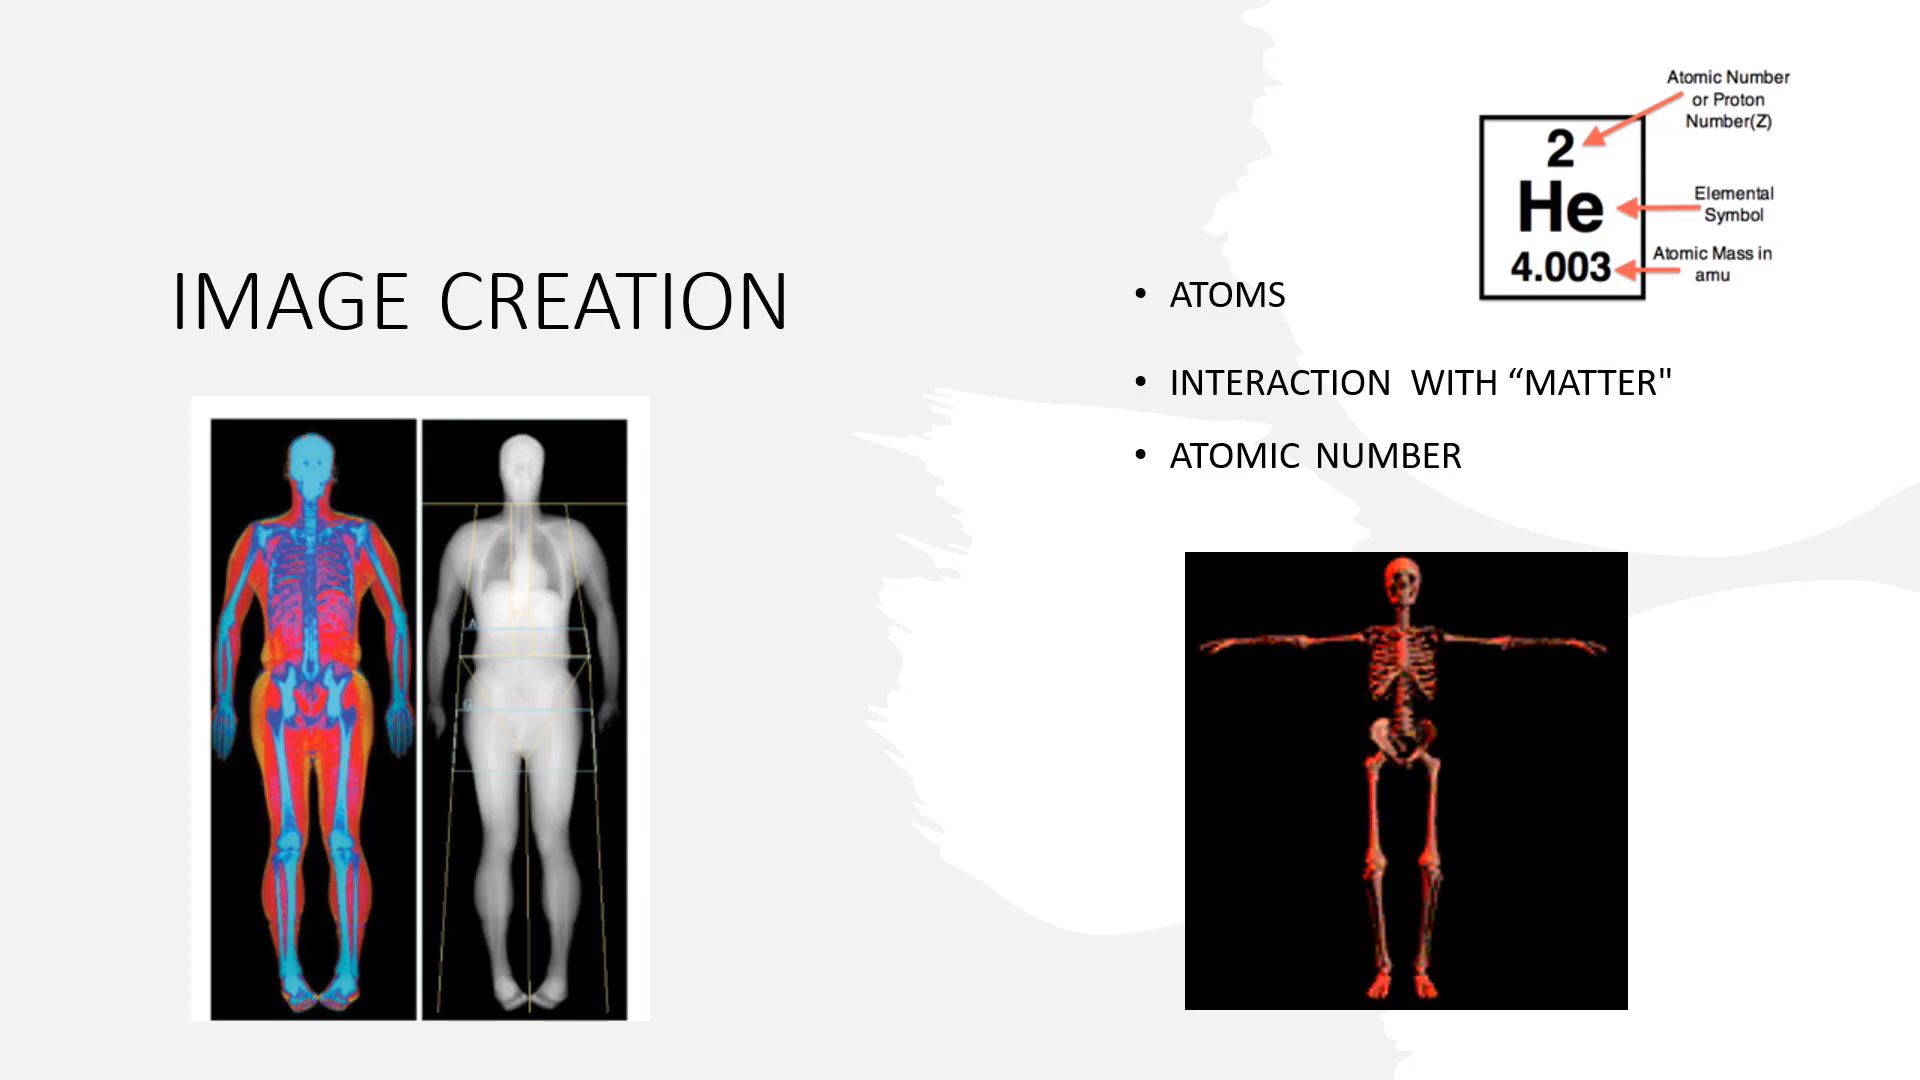 IMAGE CREATION
A
G
• ATOMS
• INTERACTION WITH “MATTER"
• ATOMIC NUMBER
2
He
4.003
Atomic Number
or Proton
Number(Z)
Elemental
Symbol
Atomic Mass in
amu